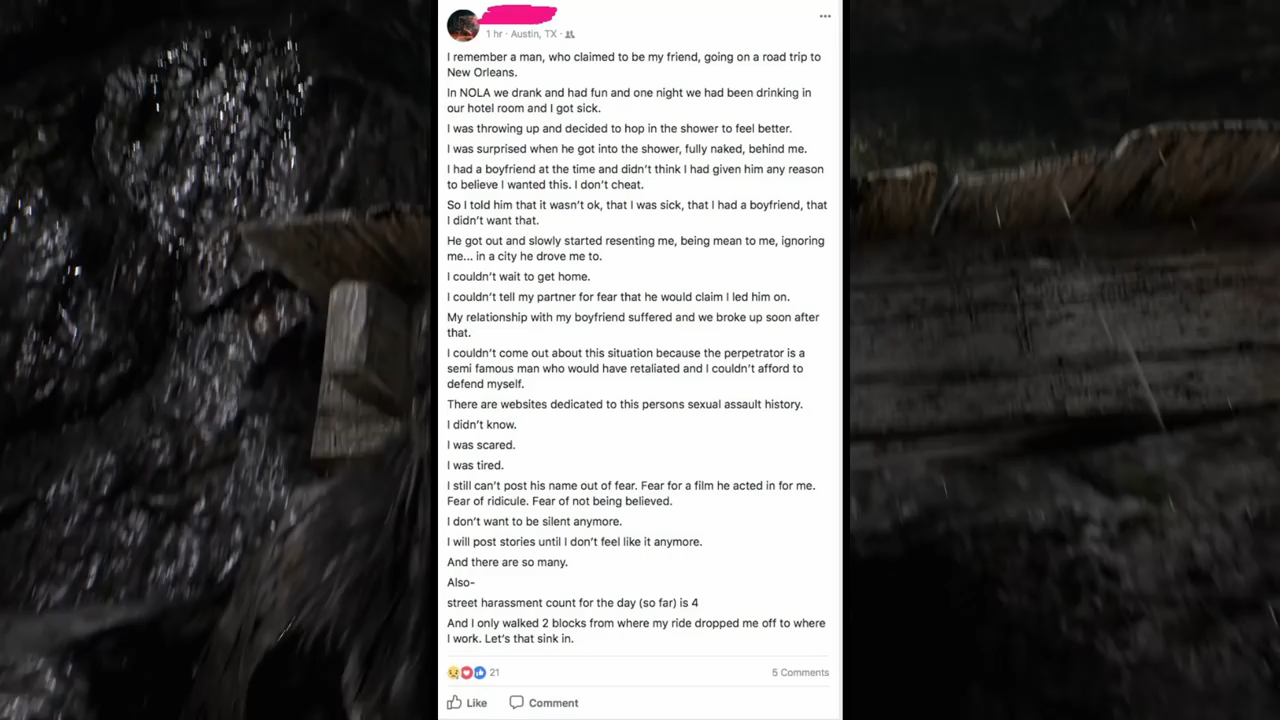 1 hr · Austin, TX ·
I remember a man, who claimed to be my friend, going on a road trip to
New Orleans.
In NOLA we drank and had fun and one night we had been drinking in
our hotel room and I got sick.
I was throwing up and decided to hop in the shower to feel better.
I was surprised when he got into the shower, fully naked, behind me.
I had a boyfriend at the time and didn't think I had given him any reason
to believe I wanted this. I don't cheat.
So I told him that it wasn't ok, that I was sick, that I had a boyfriend, that
I didn't want that.
He got out and slowly started resenting me, being mean to me, ignoring
me... in a city he drove me to.
I couldn't wait to get home.
I couldn't tell my partner for fear that he would claim I led him on.
My relationship with my boyfriend suffered and we broke up soon after
that.
I couldn't come out about this situation because the perpetrator is a
semi famous man who would have retaliated and I couldn't afford to
defend myself.
There are websites dedicated to this persons sexual assault history.
I didn't know.
I was scared.
I was tired.
I still can't post his name out of fear. Fear for a film he acted in for me.
Fear of ridicule. Fear of not being believed.
I don't want to be silent anymore.
I will post stories until I don't feel like it anymore.
And there are so many.
Also-
street harassment count for the day (so far) is 4
And I only walked 2 blocks from where my ride dropped me off to where
I work. Let's that sink in.
21 5 Comments
Like Comment